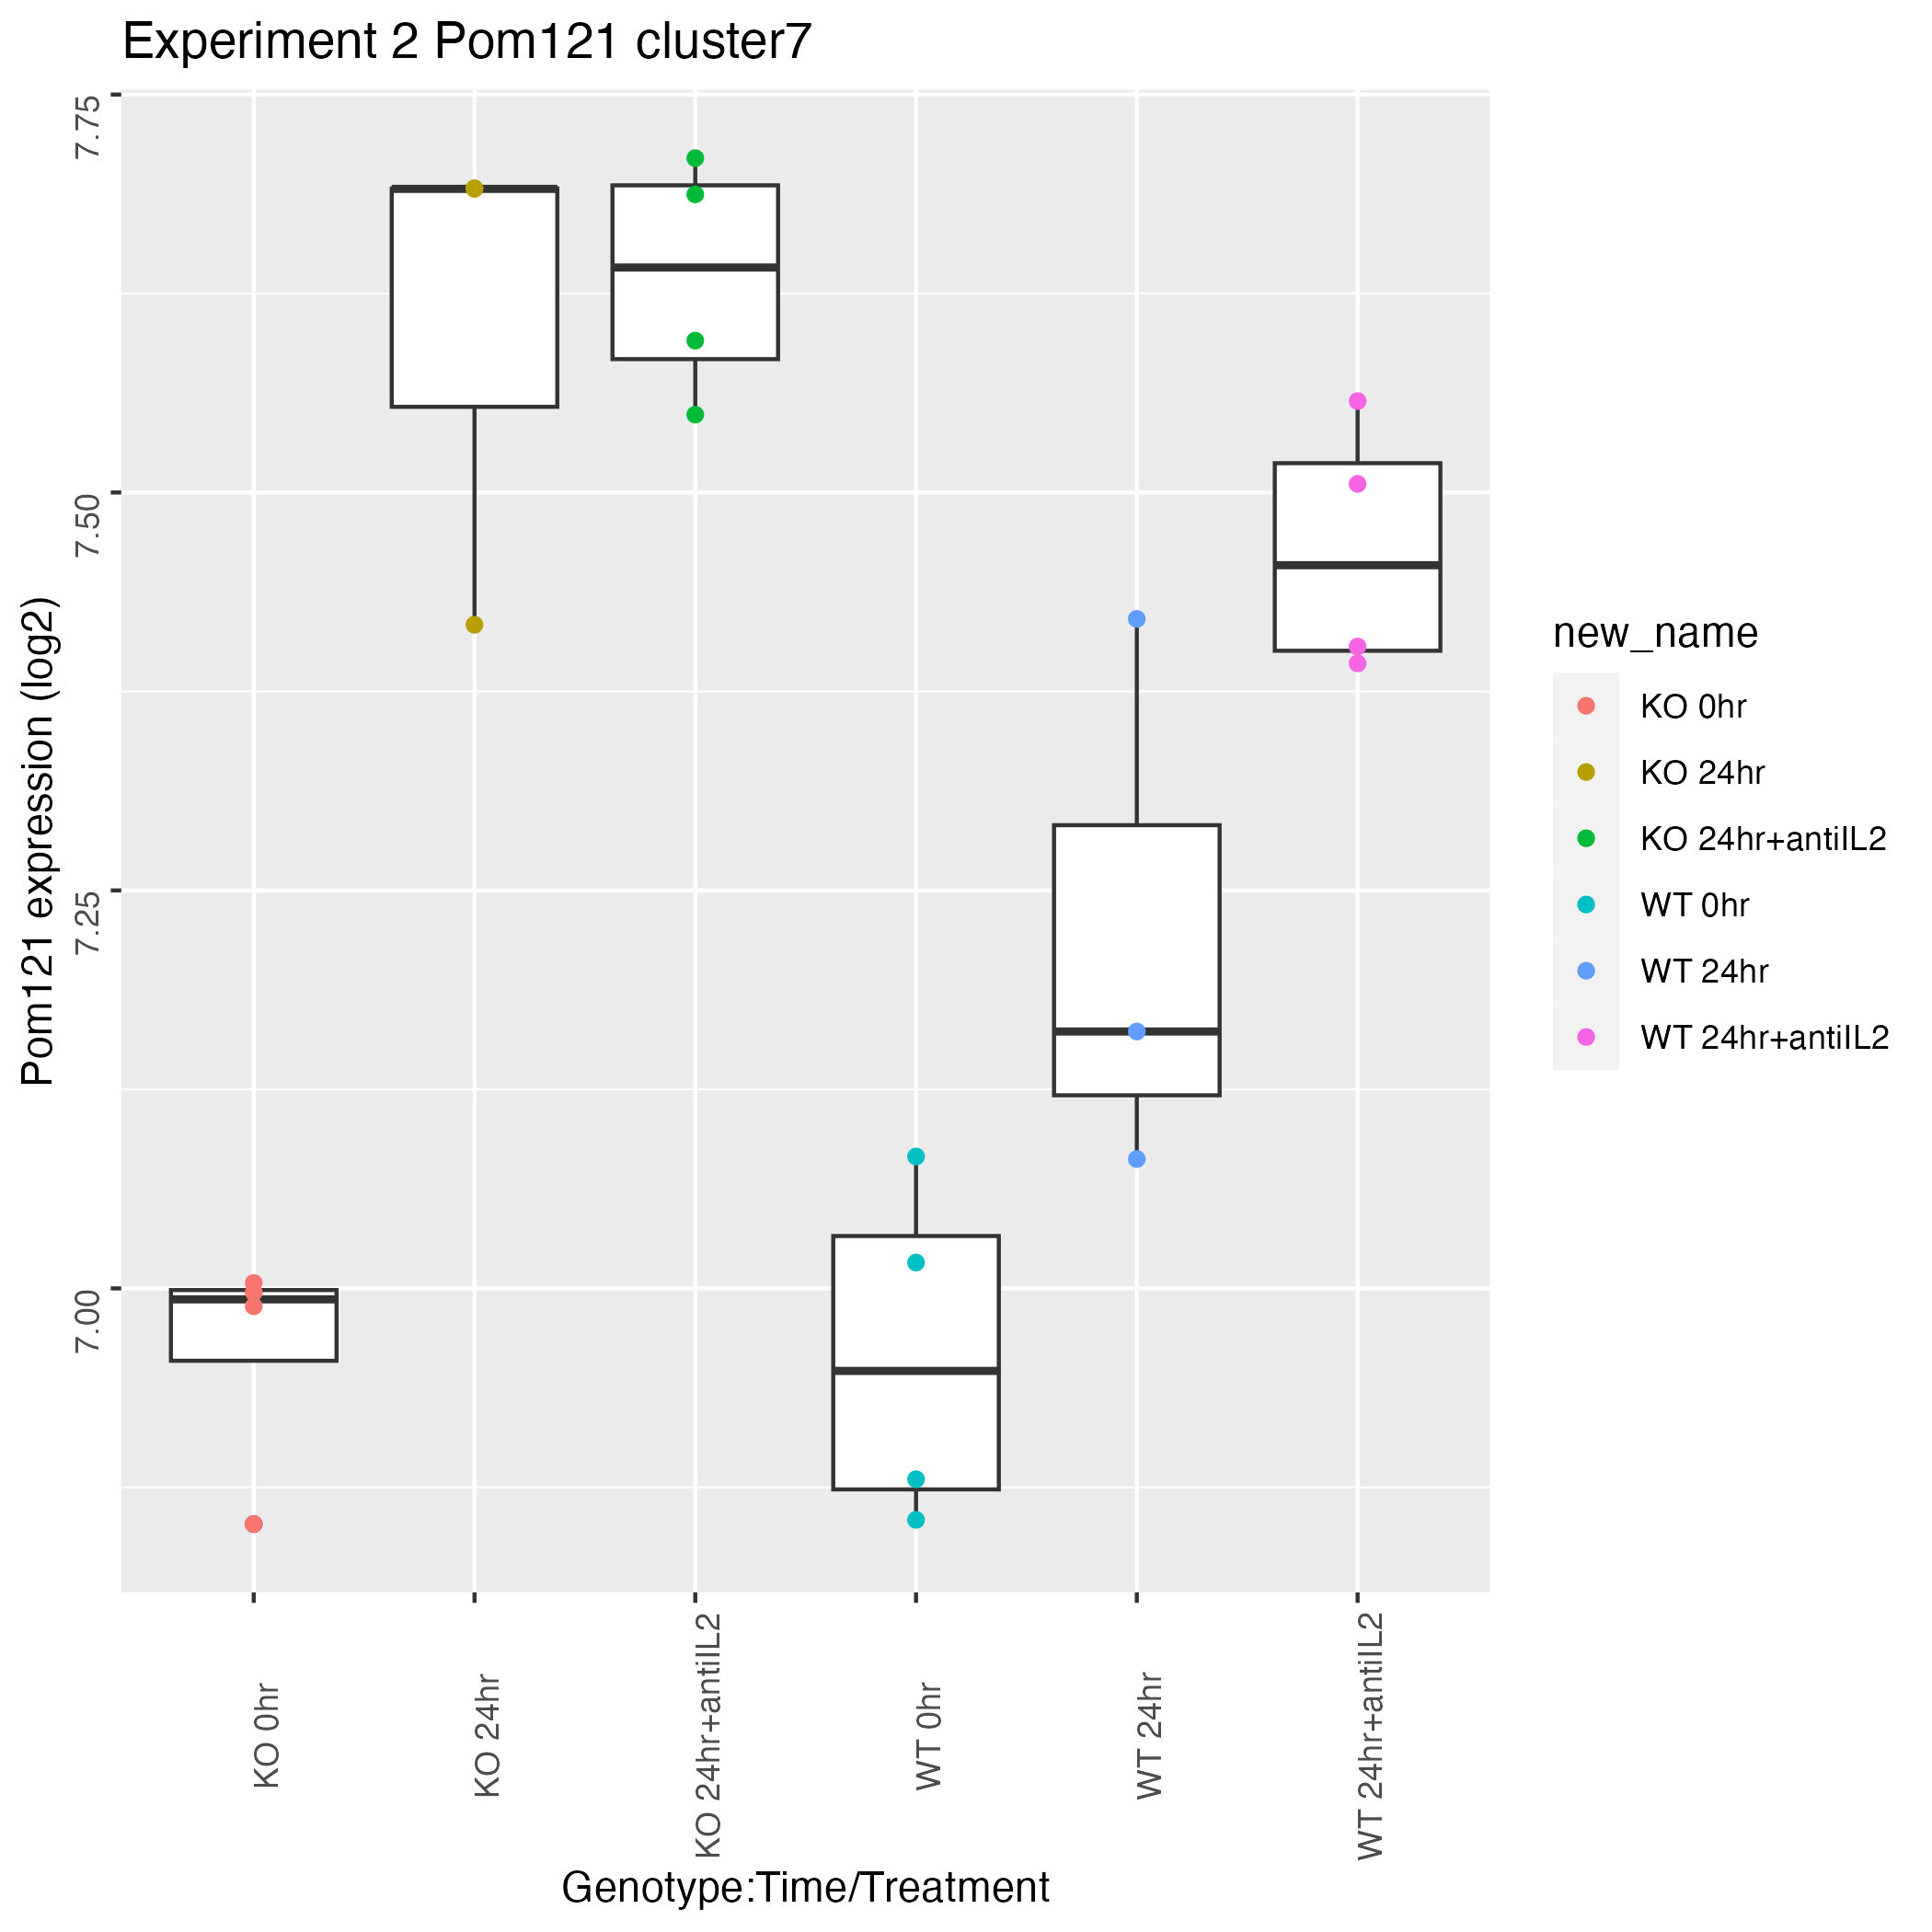 Experiment 2 Pom121 cluster7
Pom121 expression (log2)
7.75
7.50
7.25
7.00
KO 0hr
KO 24hr
KO 24hr+antiIL2
WT 0hr
WT 24hr
WT 24hr+antiIL2
Genotype:Time/Treatment
new_name
KO 0hr
KO 24hr
KO 24hr+antiIL2
WT 0hr
WT 24hr
WT 24hr+antiIL2